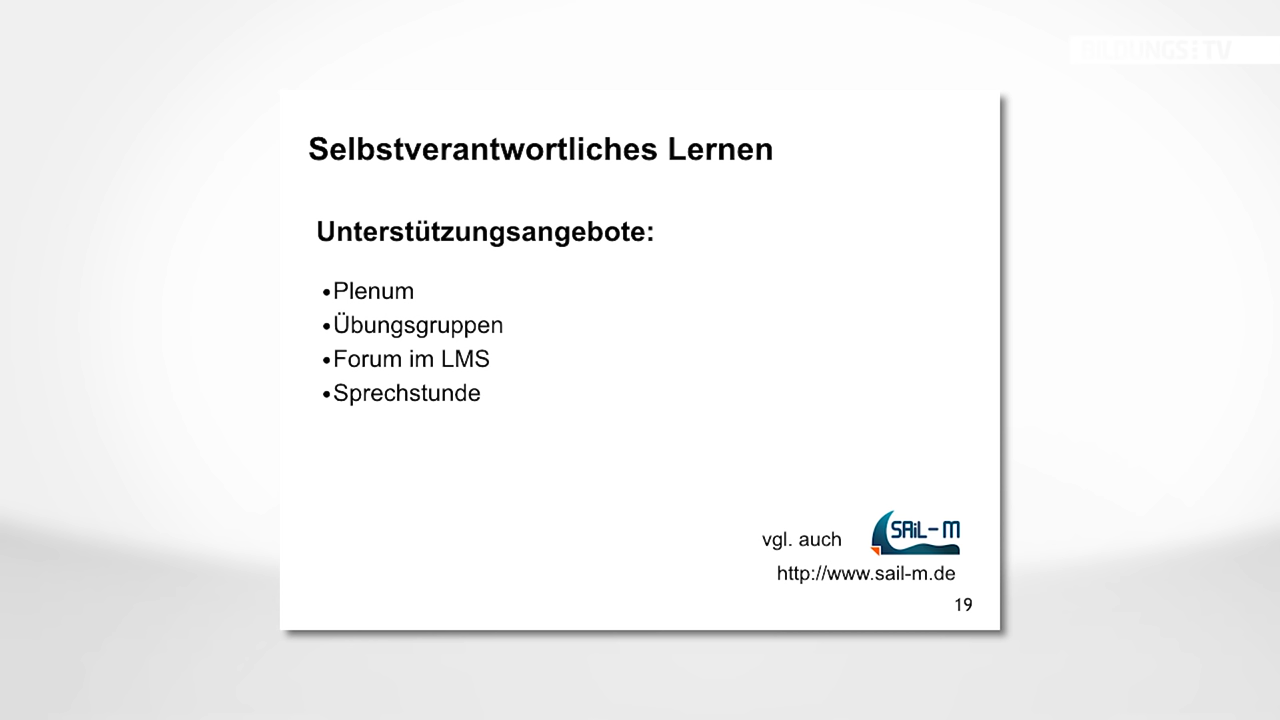 BILDUNGS TV
Selbstverantwortliches Lernen
Unterstützungsangebote:
•Plenum
•Übungsgruppen
•Forum im LMS
•Sprechstunde
vgl. auch
SAiL-M
http://www.sail-m.de
19